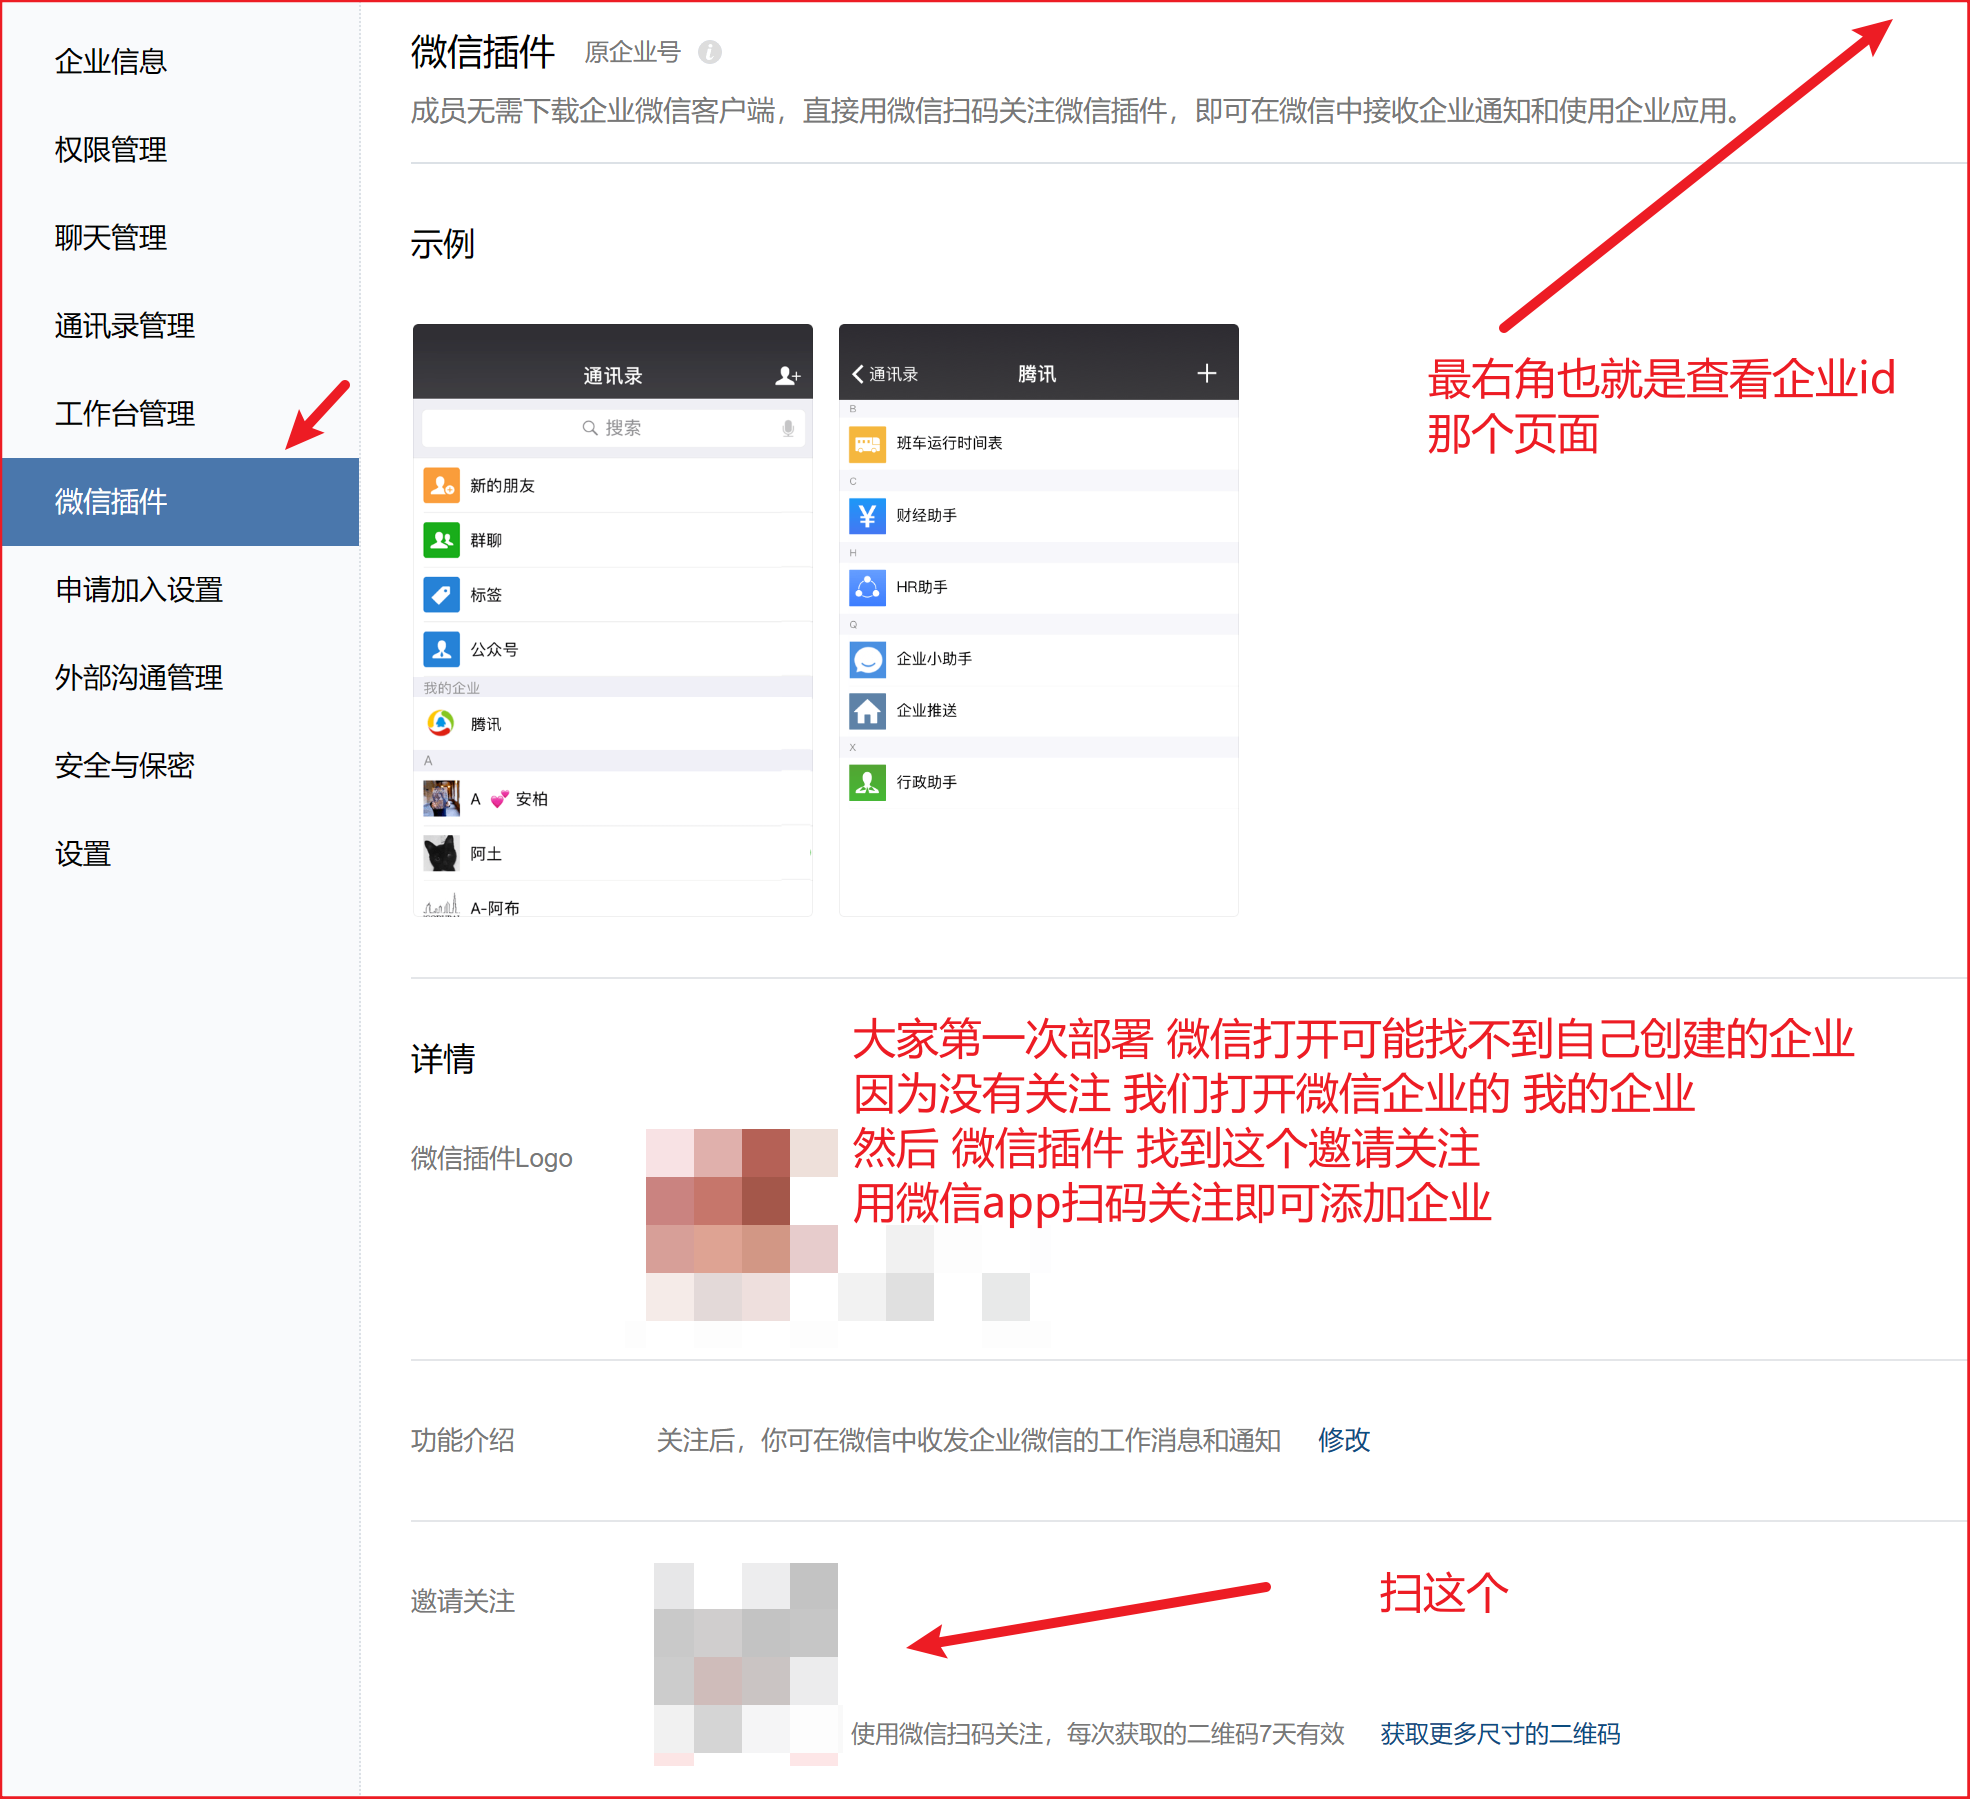 企业信息
权限管理
聊天管理
通讯录管理
工作台管理
微信插件
申请加入设置
外部沟通管理
安全与保密
设置
微信插件 原企业号
成员无需下载企业微信客户端，直接用微信扫码关注微信插件，即可在微信中接收企业通知和使用企业应用。
最右角也就是查看企业id
那个页面
示例
通讯录
搜索
新的朋友
群聊
标签
公众号
我的企业
腾讯
A
A 💕 安柏
阿土
A-阿布
通讯录 腾讯
B
班车运行时间表
C
财经助手
H
HR助手
Q
企业小助手
企业推送
X
行政助手
详情
大家第一次部署 微信打开可能找不到自己创建的企业
因为没有关注 我们打开微信企业的 我的企业
然后 微信插件 找到这个邀请关注
用微信app扫码关注即可添加企业
微信插件Logo
功能介绍 关注后，你可在微信中收发企业微信的工作消息和通知 修改
邀请关注
扫这个
使用微信扫码关注，每次获取的二维码7天有效 获取更多尺寸的二维码